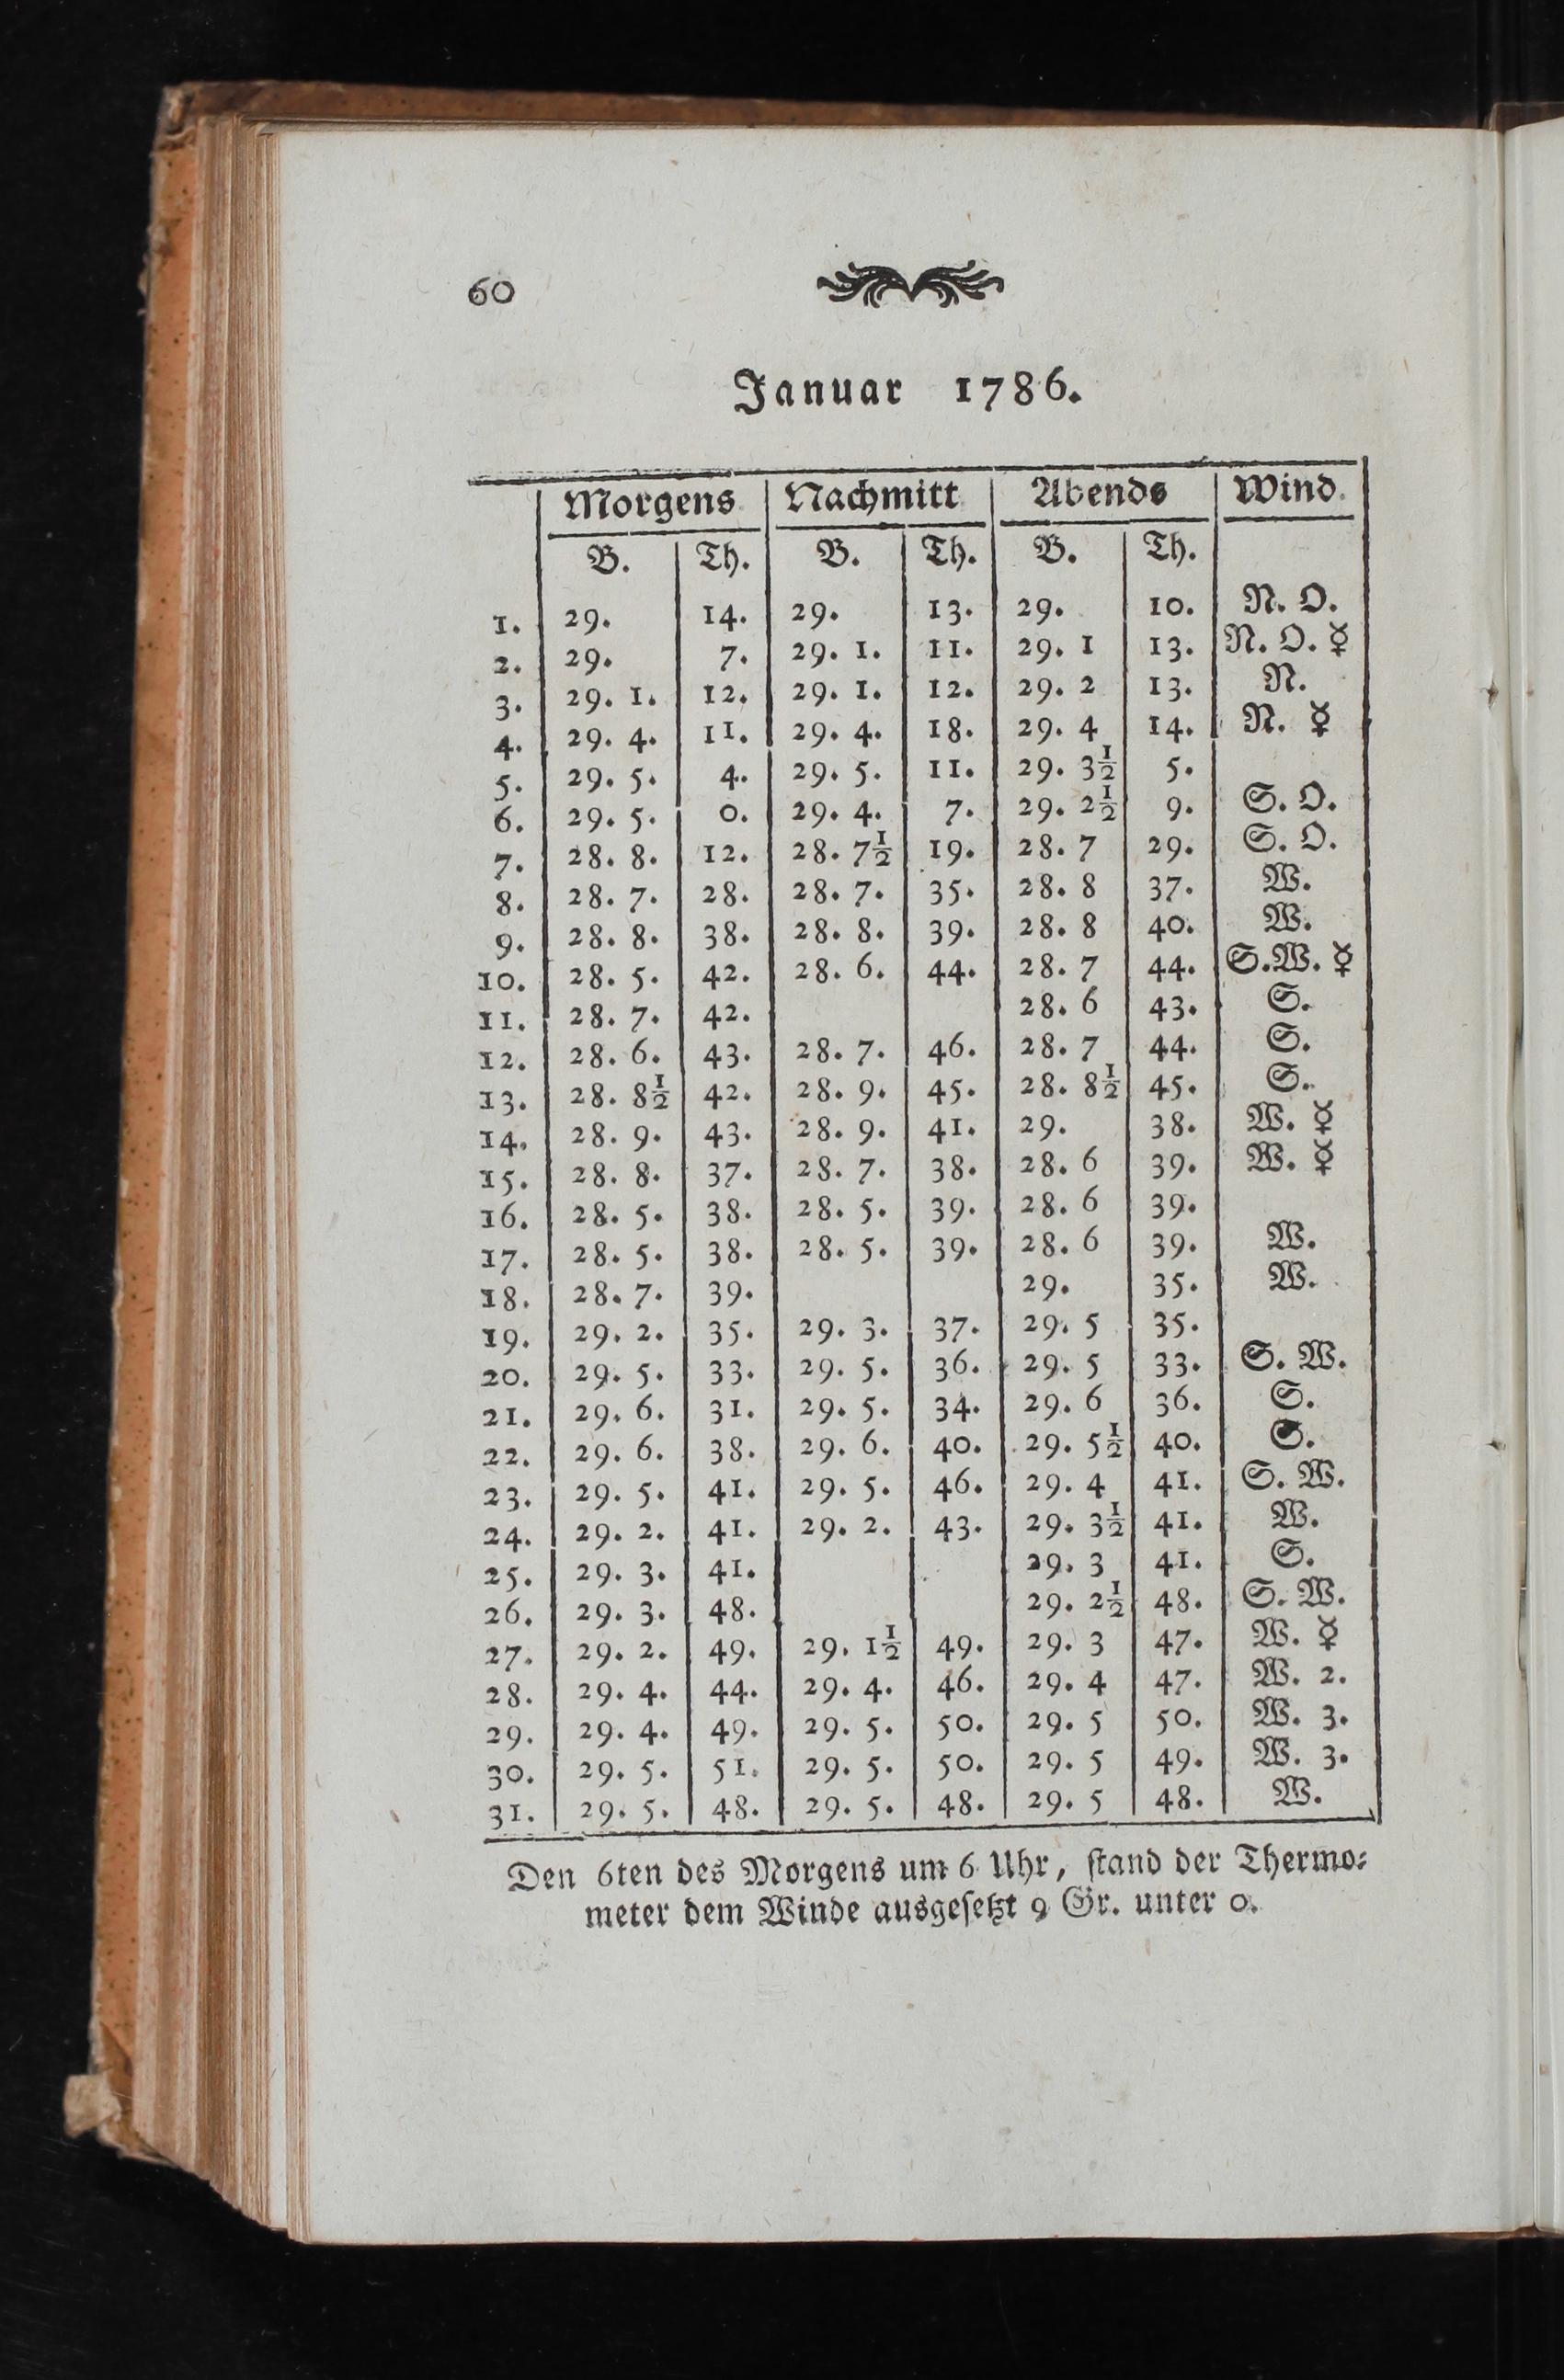 60
Januar 1786.
Morgens Nachmitt Abends Wind.
B. Th. B. Th. B. Th.
1. 29. 14. 29. 13. 29. 10. N. O.
2. 29. 7. 29. 1. 11. 29. 1 13. N. O. ☿
3. 29. 1. 12. 29. 1. 12. 29. 2 13. N.
4. 29. 4. 11. 29. 4. 18. 29. 4 14. N. ☿
5. 29. 5. 4. 29. 5. 11. 29. 3½ 5.
6. 29. 5. 0. 29. 4. 7. 29. 2½ 9. S. O.
7. 28. 8. 12. 28. 7½ 19. 28. 7 29. S. O.
8. 28. 7. 28. 28. 7. 35. 28. 8 37. W.
9. 28. 8. 38. 28. 8. 39. 28. 8 40. W.
10. 28. 5. 42. 28. 6. 44. 28. 7 44. S.W. ☿
11. 28. 7. 42. 28. 6 43. S.
12. 28. 6. 43. 28. 7. 46. 28. 7 44. S.
13. 28. 8½ 42. 28. 9. 45. 28. 8½ 45. S.
14. 28. 9. 43. 28. 9. 41. 29. 38. W. ☿
15. 28. 8. 37. 28. 7. 38. 28. 6 39. W. ☿
16. 28. 5. 38. 28. 5. 39. 28. 6 39.
17. 28. 5. 38. 28. 5. 39. 28. 6 39. W.
18. 28. 7. 39. 29. 35. W.
19. 29. 2. 35. 29. 3. 37. 29. 5 35.
20. 29. 5. 33. 29. 5. 36. 29. 5 33. S. W.
21. 29. 6. 31. 29. 5. 34. 29. 6 36. S.
22. 29. 6. 38. 29. 6. 40. 29. 5½ 40. S.
23. 29. 5. 41. 29. 5. 46. 29. 4 41. S. W.
24. 29. 2. 41. 29. 2. 43. 29. 3½ 41. W.
25. 29. 3. 41. 29. 3 41. S.
26. 29. 3. 48. 29. 2½ 48. S. W.
27. 29. 2. 49. 29. 1½ 49. 29. 3 47. W. ☿
28. 29. 4. 44. 29. 4. 46. 29. 4 47. W. 2.
29. 29. 4. 49. 29. 5. 50. 29. 5 50. W. 3.
30. 29. 5. 51. 29. 5. 50. 29. 5 49. W. 3.
31. 29. 5. 48. 29. 5. 48. 29. 5 48. W.
Den 6ten des Morgens um 6 Uhr, ſtand der Thermo⸗
meter dem Winde ausgeſetzt 9 Gr. unter 0.